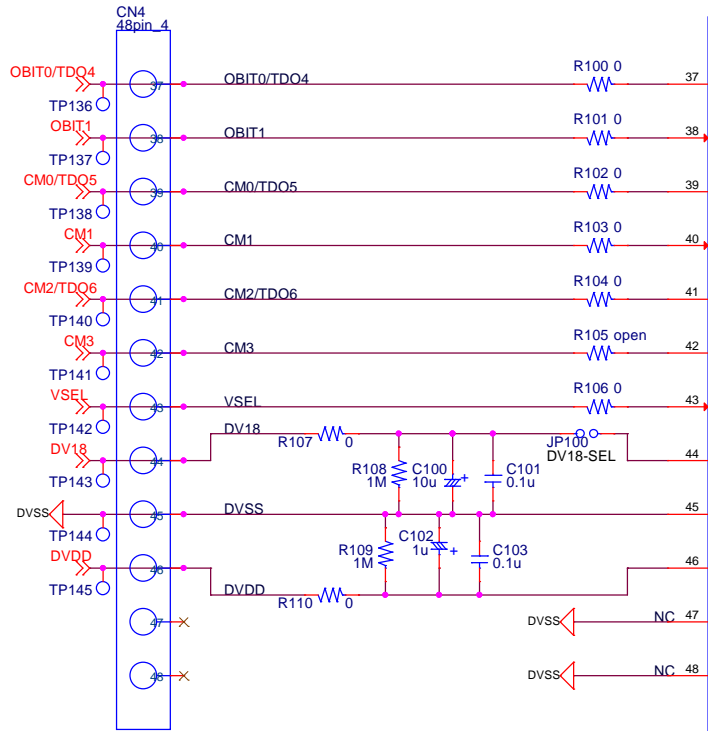 CN4
48pin_4
OBIT0/TDO4
TP136
37
OBIT0/TDO4
R100 0
37
OBIT1
TP137
38
OBIT1
R101 0
38
CM0/TDO5
TP138
39
CM0/TDO5
R102 0
39
CM1
TP139
40
CM1
R103 0
40
CM2/TDO6
TP140
41
CM2/TDO6
R104 0
41
CM3
TP141
42
CM3
R105 open
42
VSEL
TP142
43
VSEL
R106 0
43
DV18
TP143
44
DV18
R107 0
R108
1M
C100
10u
+
C101
0.1u
JP100
DV18-SEL
44
DVSS
TP144
45
DVSS
45
DVDD
TP145
46
DVDD
R110 0
R109
1M
C102
1u
+
C103
0.1u
46
47
DVSS
NC
47
48
DVSS
NC
48